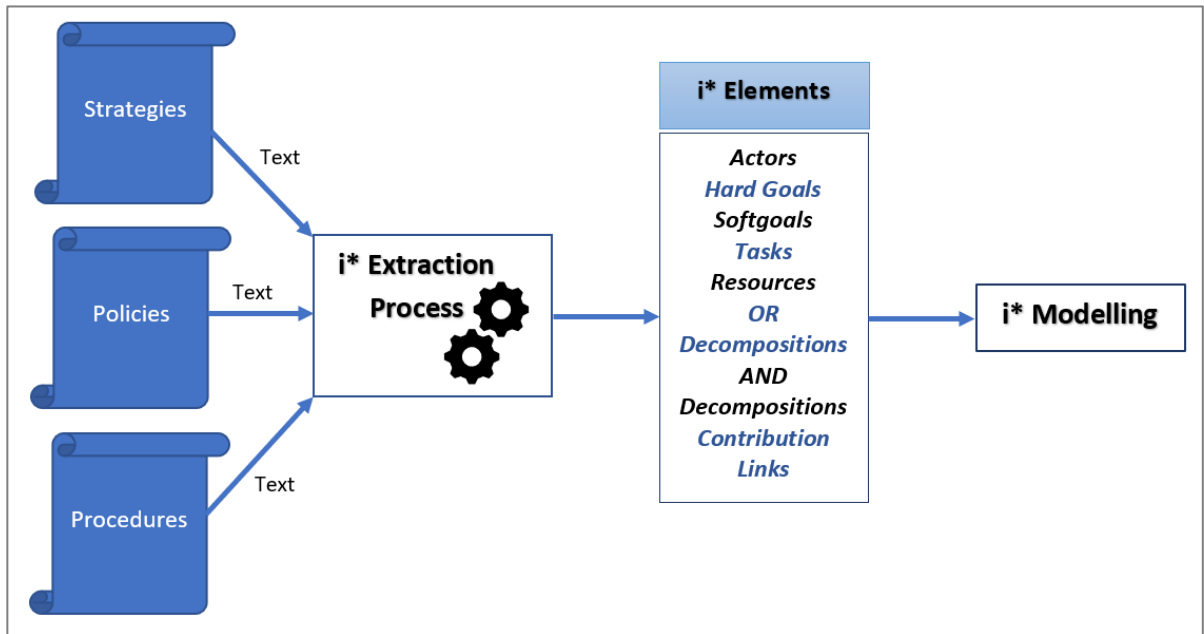 Strategies
Text
Policies
Text
Procedures
Text
i* Extraction
Process
i* Elements
Actors
Hard Goals
Softgoals
Tasks
Resources
OR
Decompositions
AND
Decompositions
Contribution
Links
i* Modelling